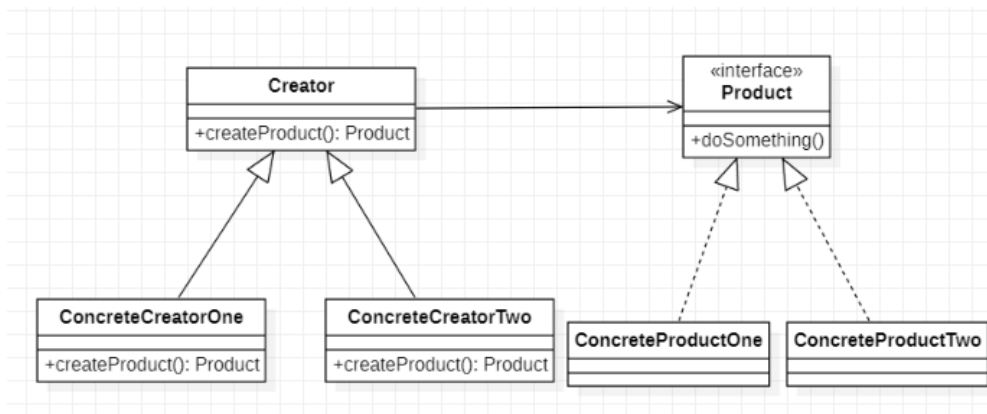 Creator
+createProduct(): Product
«interface»
Product
+doSomething()
ConcreteCreatorOne
+createProduct(): Product
ConcreteCreatorTwo
+createProduct(): Product
ConcreteProductOne
ConcreteProductTwo